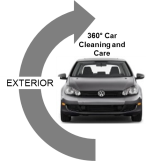 360° Car
Cleaning and
Care
EXTERIOR